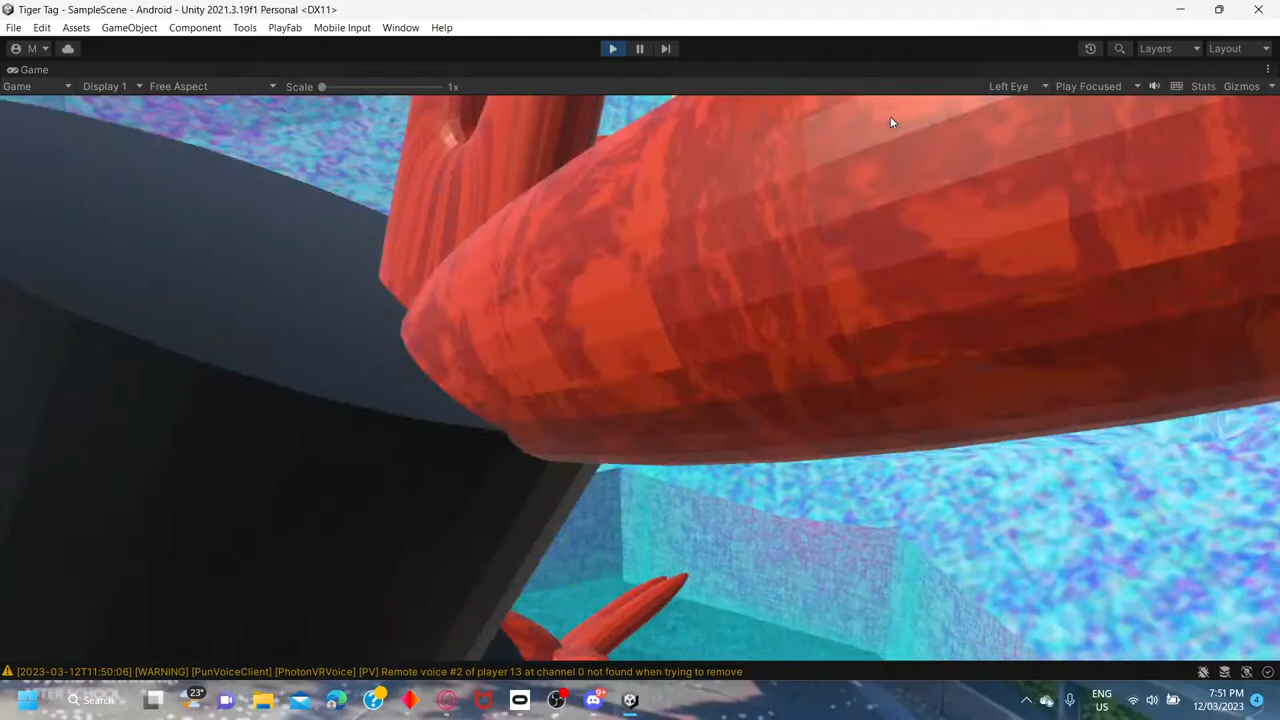 Tiger Tag - SampleScene - Android - Unity 2021.3.19f1 Personal <DX11>
File Edit Assets GameObject Component Tools PlayFab Mobile Input Window Help
M Layers Layout
Game
Game Display 1 Free Aspect Scale 1x Left Eye Play Focused Stats Gizmos
[2023-03-12T11:50:06] [WARNING] [PunVoiceClient] [PhotonVRVoice] [PV] Remote voice #2 of player 13 at channel 0 not found when trying to remove
Search 23° 9+ ENG US 7:51 PM 12/03/2023 4